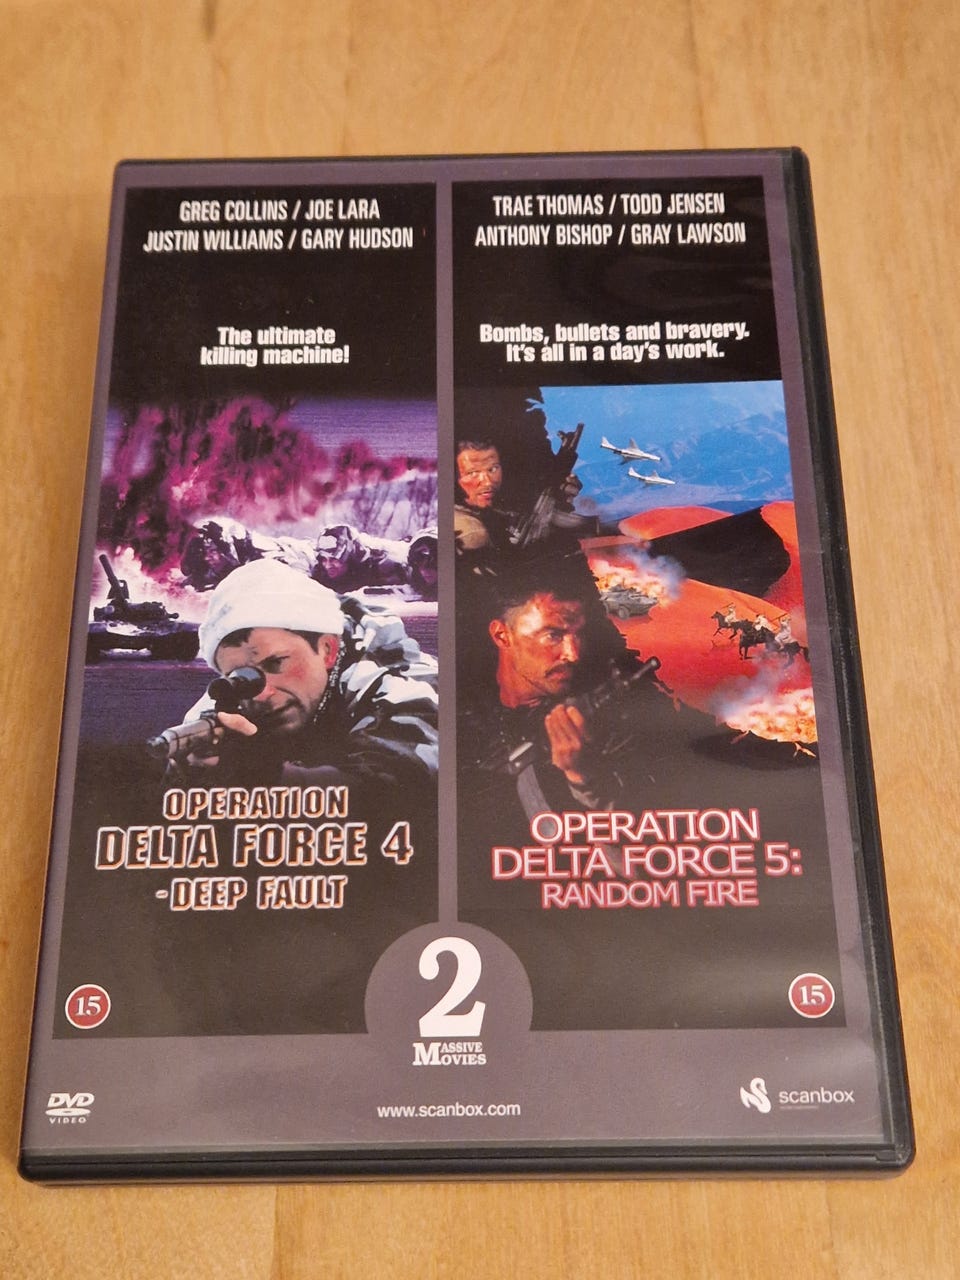 GREG COLLINS / JOE LARA
JUSTIN WILLIAMS / GARY HUDSON
The ultimate
killing machine!
OPERATION
DELTA FORCE 4
-DEEP FAULT
15
TRAE THOMAS / TODD JENSEN
ANTHONY BISHOP / GRAY LAWSON
Bombs, bullets and bravery.
It's all in a day's work.
OPERATION
DELTA FORCE 5:
RANDOM FIRE
15
2
MASSIVE
MOVIES
DVD
VIDEO
www.scanbox.com
scanbox